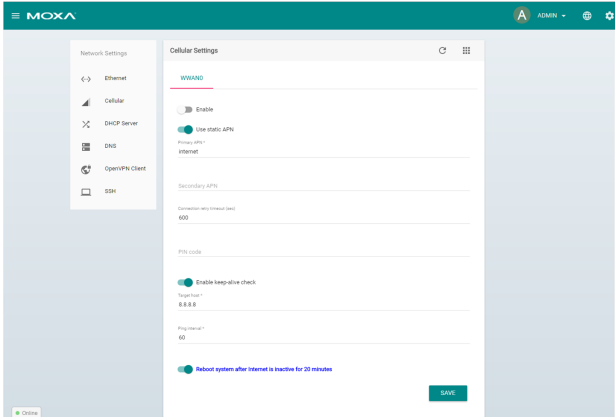 MOXA
A
ADMIN
Network Settings
Ethernet
Cellular
DHCP Server
DNS
OpenVPN Client
SSH
Cellular Settings
WWAN0
Enable
Use static APN
Primary APN *
internet
Secondary APN
Connection retry timeout (sec)
600
PIN code
Enable keep-alive check
Target host *
8.8.8.8
Ping interval *
60
Reboot system after Internet is inactive for 20 minutes
SAVE
Online